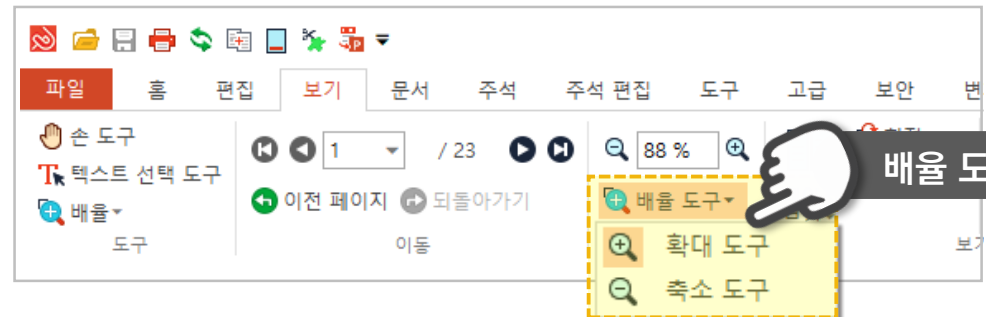 파일 홈 편집 보기 문서 주석 주석 편집 도구 고급 보안
손 도구
텍스트 선택 도구
배율
도구
1 / 23
이전 페이지 되돌아가기
이동
88 %
배율 도구
확대 도구
축소 도구
배율
보기